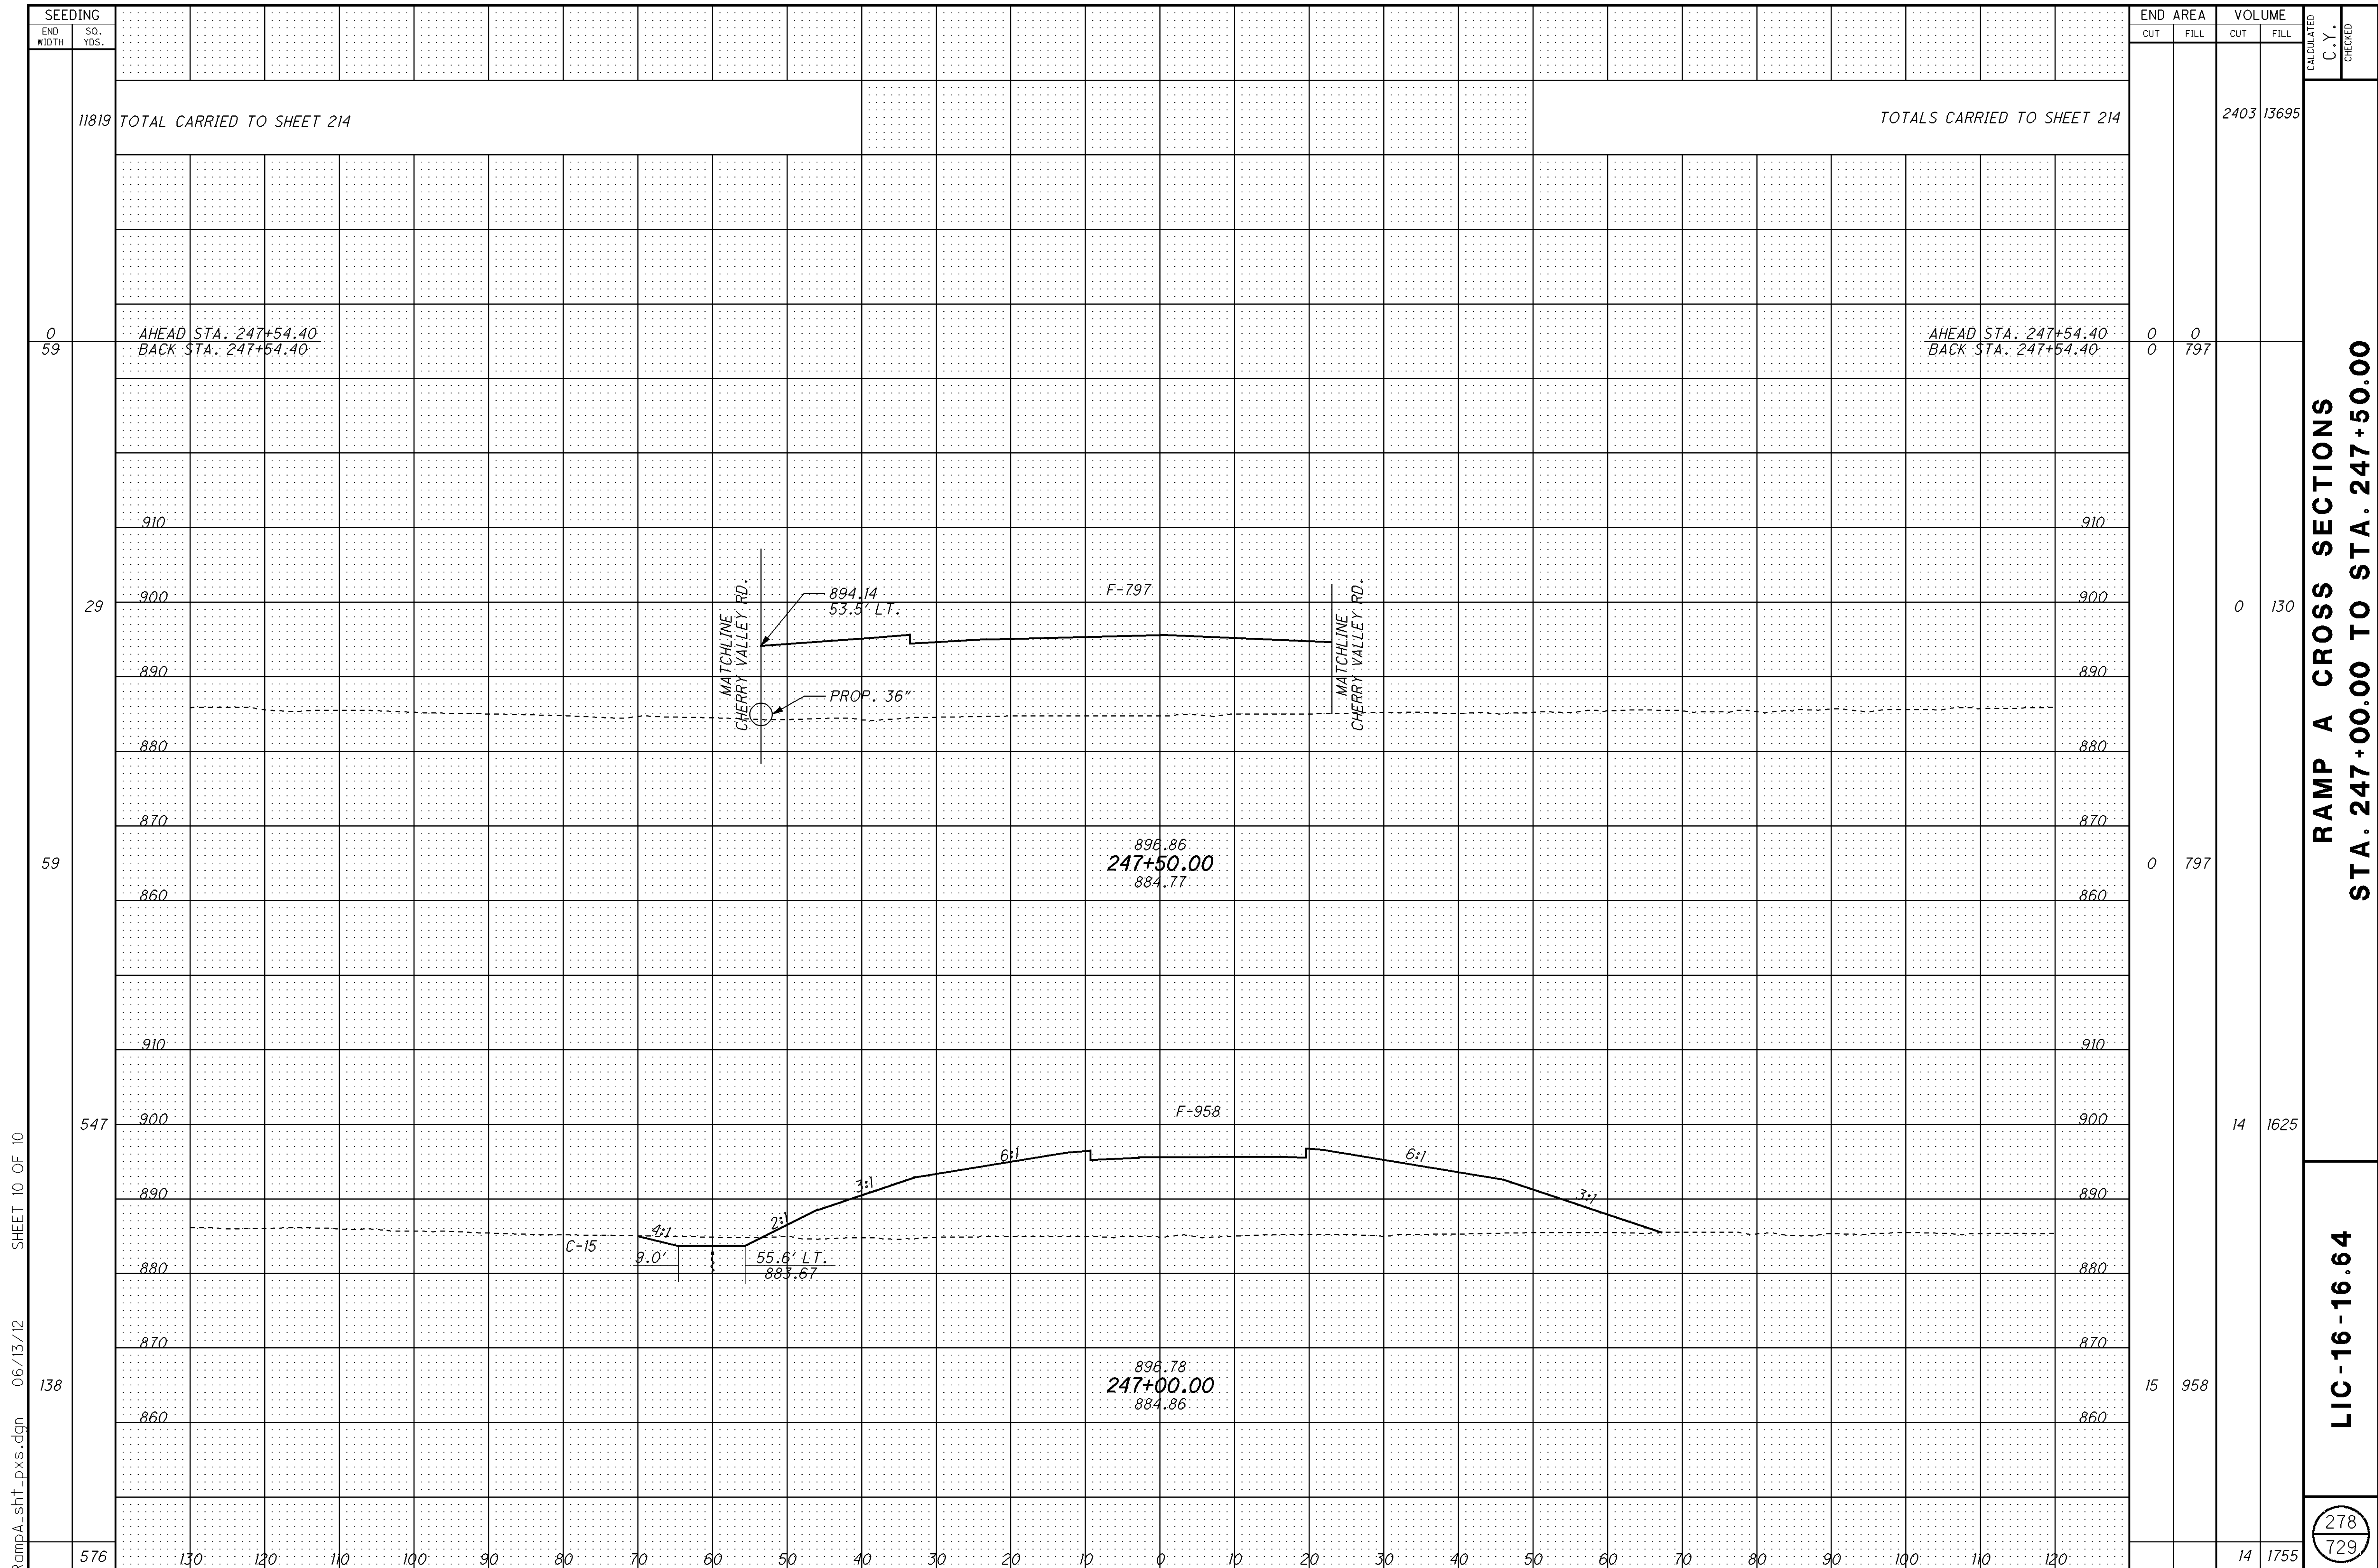 SEEDING
END WIDTH
SQ. YDS.
END AREA
VOLUME
CUT
FILL
CUT
FILL
CALCULATED
C.Y.
CHECKED
11819
TOTAL CARRIED TO SHEET 214
TOTALS CARRIED TO SHEET 214
2403
13695
0
AHEAD STA. 247+54.40
AHEAD STA. 247+54.40
0
0
59
BACK STA. 247+54.40
BACK STA. 247+54.40
0
797
910
910
MATCHLINE
CHERRY VALLEY RD.
894.14
53.5' LT.
F-797
MATCHLINE
CHERRY VALLEY RD.
29
900
900
0
130
890
890
PROP. 36"
880
880
870
870
896.86
59
247+50.00
0
797
884.77
860
860
910
910
F-958
547
900
900
14
1625
6:1
6:1
3:1
3:1
890
890
2:1
4:1
C-15
9.0'
55.6' LT.
883.67
880
880
870
870
896.78
138
247+00.00
15
958
884.86
860
860
576
130 120 110 100 90 80 70 60 50 40 30 20 10 0 10 20 30 40 50 60 70 80 90 100 110 120
14
1755
RAMP A CROSS SECTIONS
STA. 247+00.00 TO STA. 247+50.00
LIC-16-16.64
278
729
RampA_sht_pxs.dgn 06/13/12 SHEET 10 OF 10